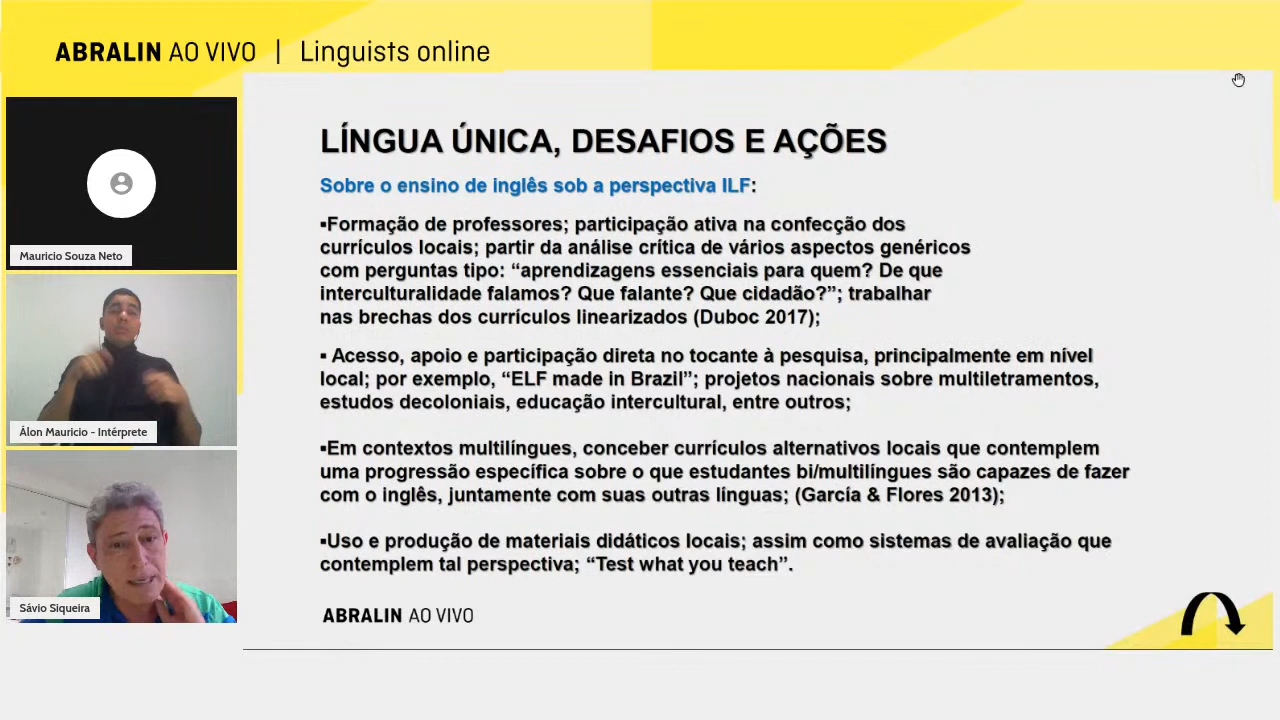 ABRALIN AO VIVO | Linguists online
Mauricio Souza Neto
Álon Mauricio - Intérprete
Sávio Siqueira
LÍNGUA ÚNICA, DESAFIOS E AÇÕES
Sobre o ensino de inglês sob a perspectiva ILF:
▪Formação de professores; participação ativa na confecção dos
currículos locais; partir da análise crítica de vários aspectos genéricos
com perguntas tipo: “aprendizagens essenciais para quem? De que
interculturalidade falamos? Que falante? Que cidadão?”; trabalhar
nas brechas dos currículos linearizados (Duboc 2017);
▪ Acesso, apoio e participação direta no tocante à pesquisa, principalmente em nível
local; por exemplo, “ELF made in Brazil”; projetos nacionais sobre multiletramentos,
estudos decoloniais, educação intercultural, entre outros;
▪Em contextos multilíngues, conceber currículos alternativos locais que contemplem
uma progressão específica sobre o que estudantes bi/multilíngues são capazes de fazer
com o inglês, juntamente com suas outras línguas; (García & Flores 2013);
▪Uso e produção de materiais didáticos locais; assim como sistemas de avaliação que
contemplem tal perspectiva; “Test what you teach”.
ABRALIN AO VIVO